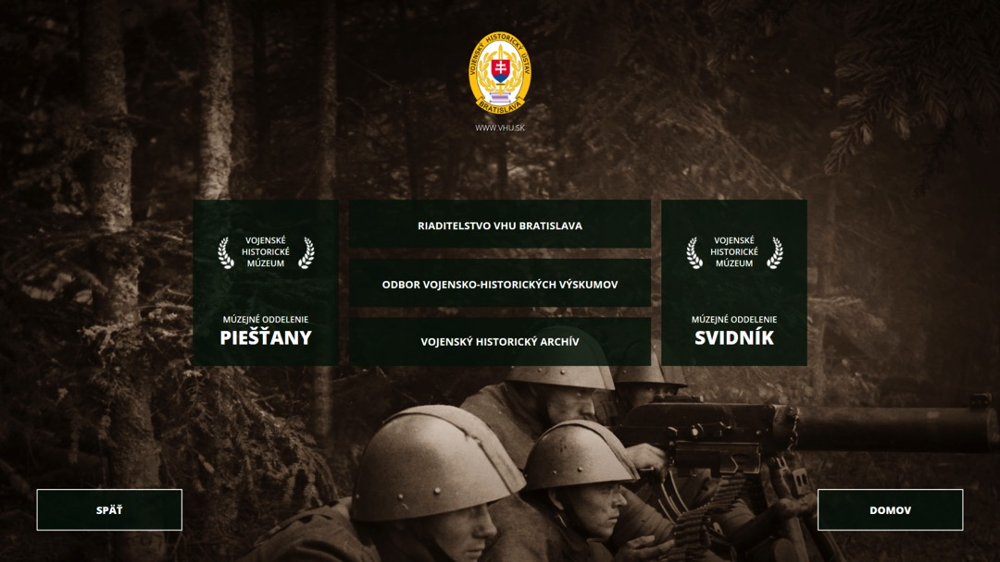 VOJENSKÝ HISTORICKÝ ÚSTAV
BRATISLAVA
WWW.VHU.SK
VOJENSKÉ
HISTORICKÉ
MÚZEUM
MÚZEJNÉ ODDELENIE
PIEŠŤANY
RIADITELSTVO VHU BRATISLAVA
ODBOR VOJENSKO-HISTORICKÝCH VÝSKUMOV
VOJENSKÝ HISTORICKÝ ARCHÍV
VOJENSKÉ
HISTORICKÉ
MÚZEUM
MÚZEJNÉ ODDELENIE
SVIDNÍK
SPÄŤ
DOMOV